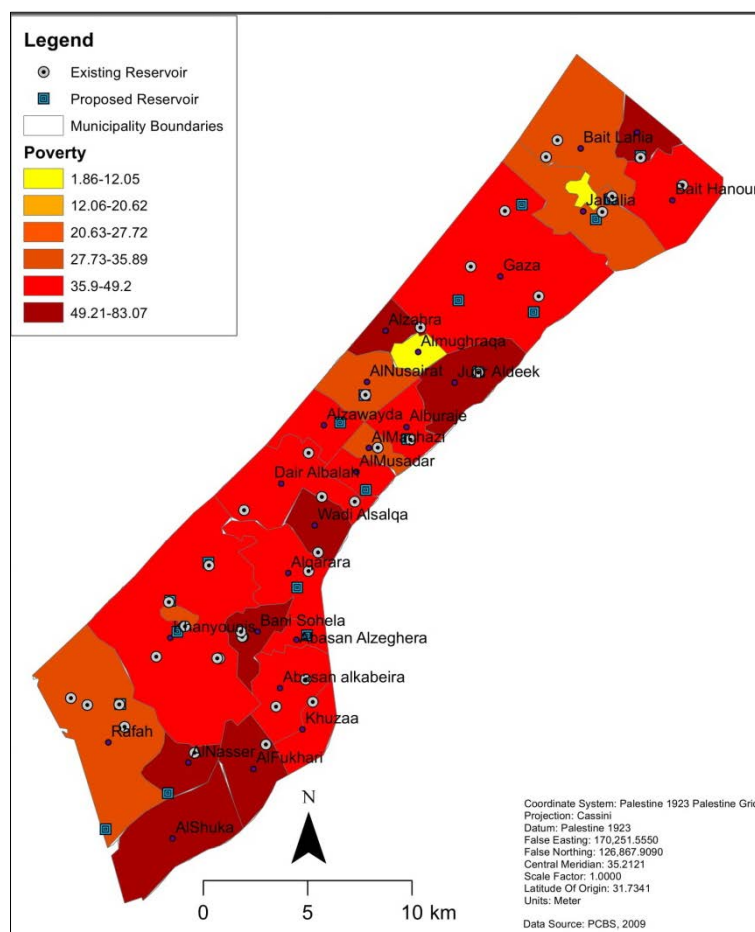 Legend
Existing Reservoir
Proposed Reservoir
Municipality Boundaries
Poverty
1.86-12.05
12.06-20.62
20.63-27.72
27.73-35.89
35.9-49.2
49.21-83.07
Bait Lahia
Bait Hanoun
Jabalia
Gaza
Alzahra
Almughraqa
AlNusairat
Juhr Aldeek
Alzawayda
Alburaje
AlMaghazi
AlMusadar
Dair Albalah
Wadi Alsalqa
Alqarara
Bani Sohela
Khanyounis
Abasan Alzeghera
Abasan alkabeira
Khuzaa
Rafah
AlNasser
AlFukhari
AlShuka
N
0 5 10 km
Coordinate System: Palestine 1923 Palestine Grid
Projection: Cassini
Datum: Palestine 1923
False Easting: 170,251.5550
False Northing: 126,867.9090
Central Meridian: 35.2121
Scale Factor: 1.0000
Latitude Of Origin: 31.7341
Units: Meter
Data Source: PCBS, 2009